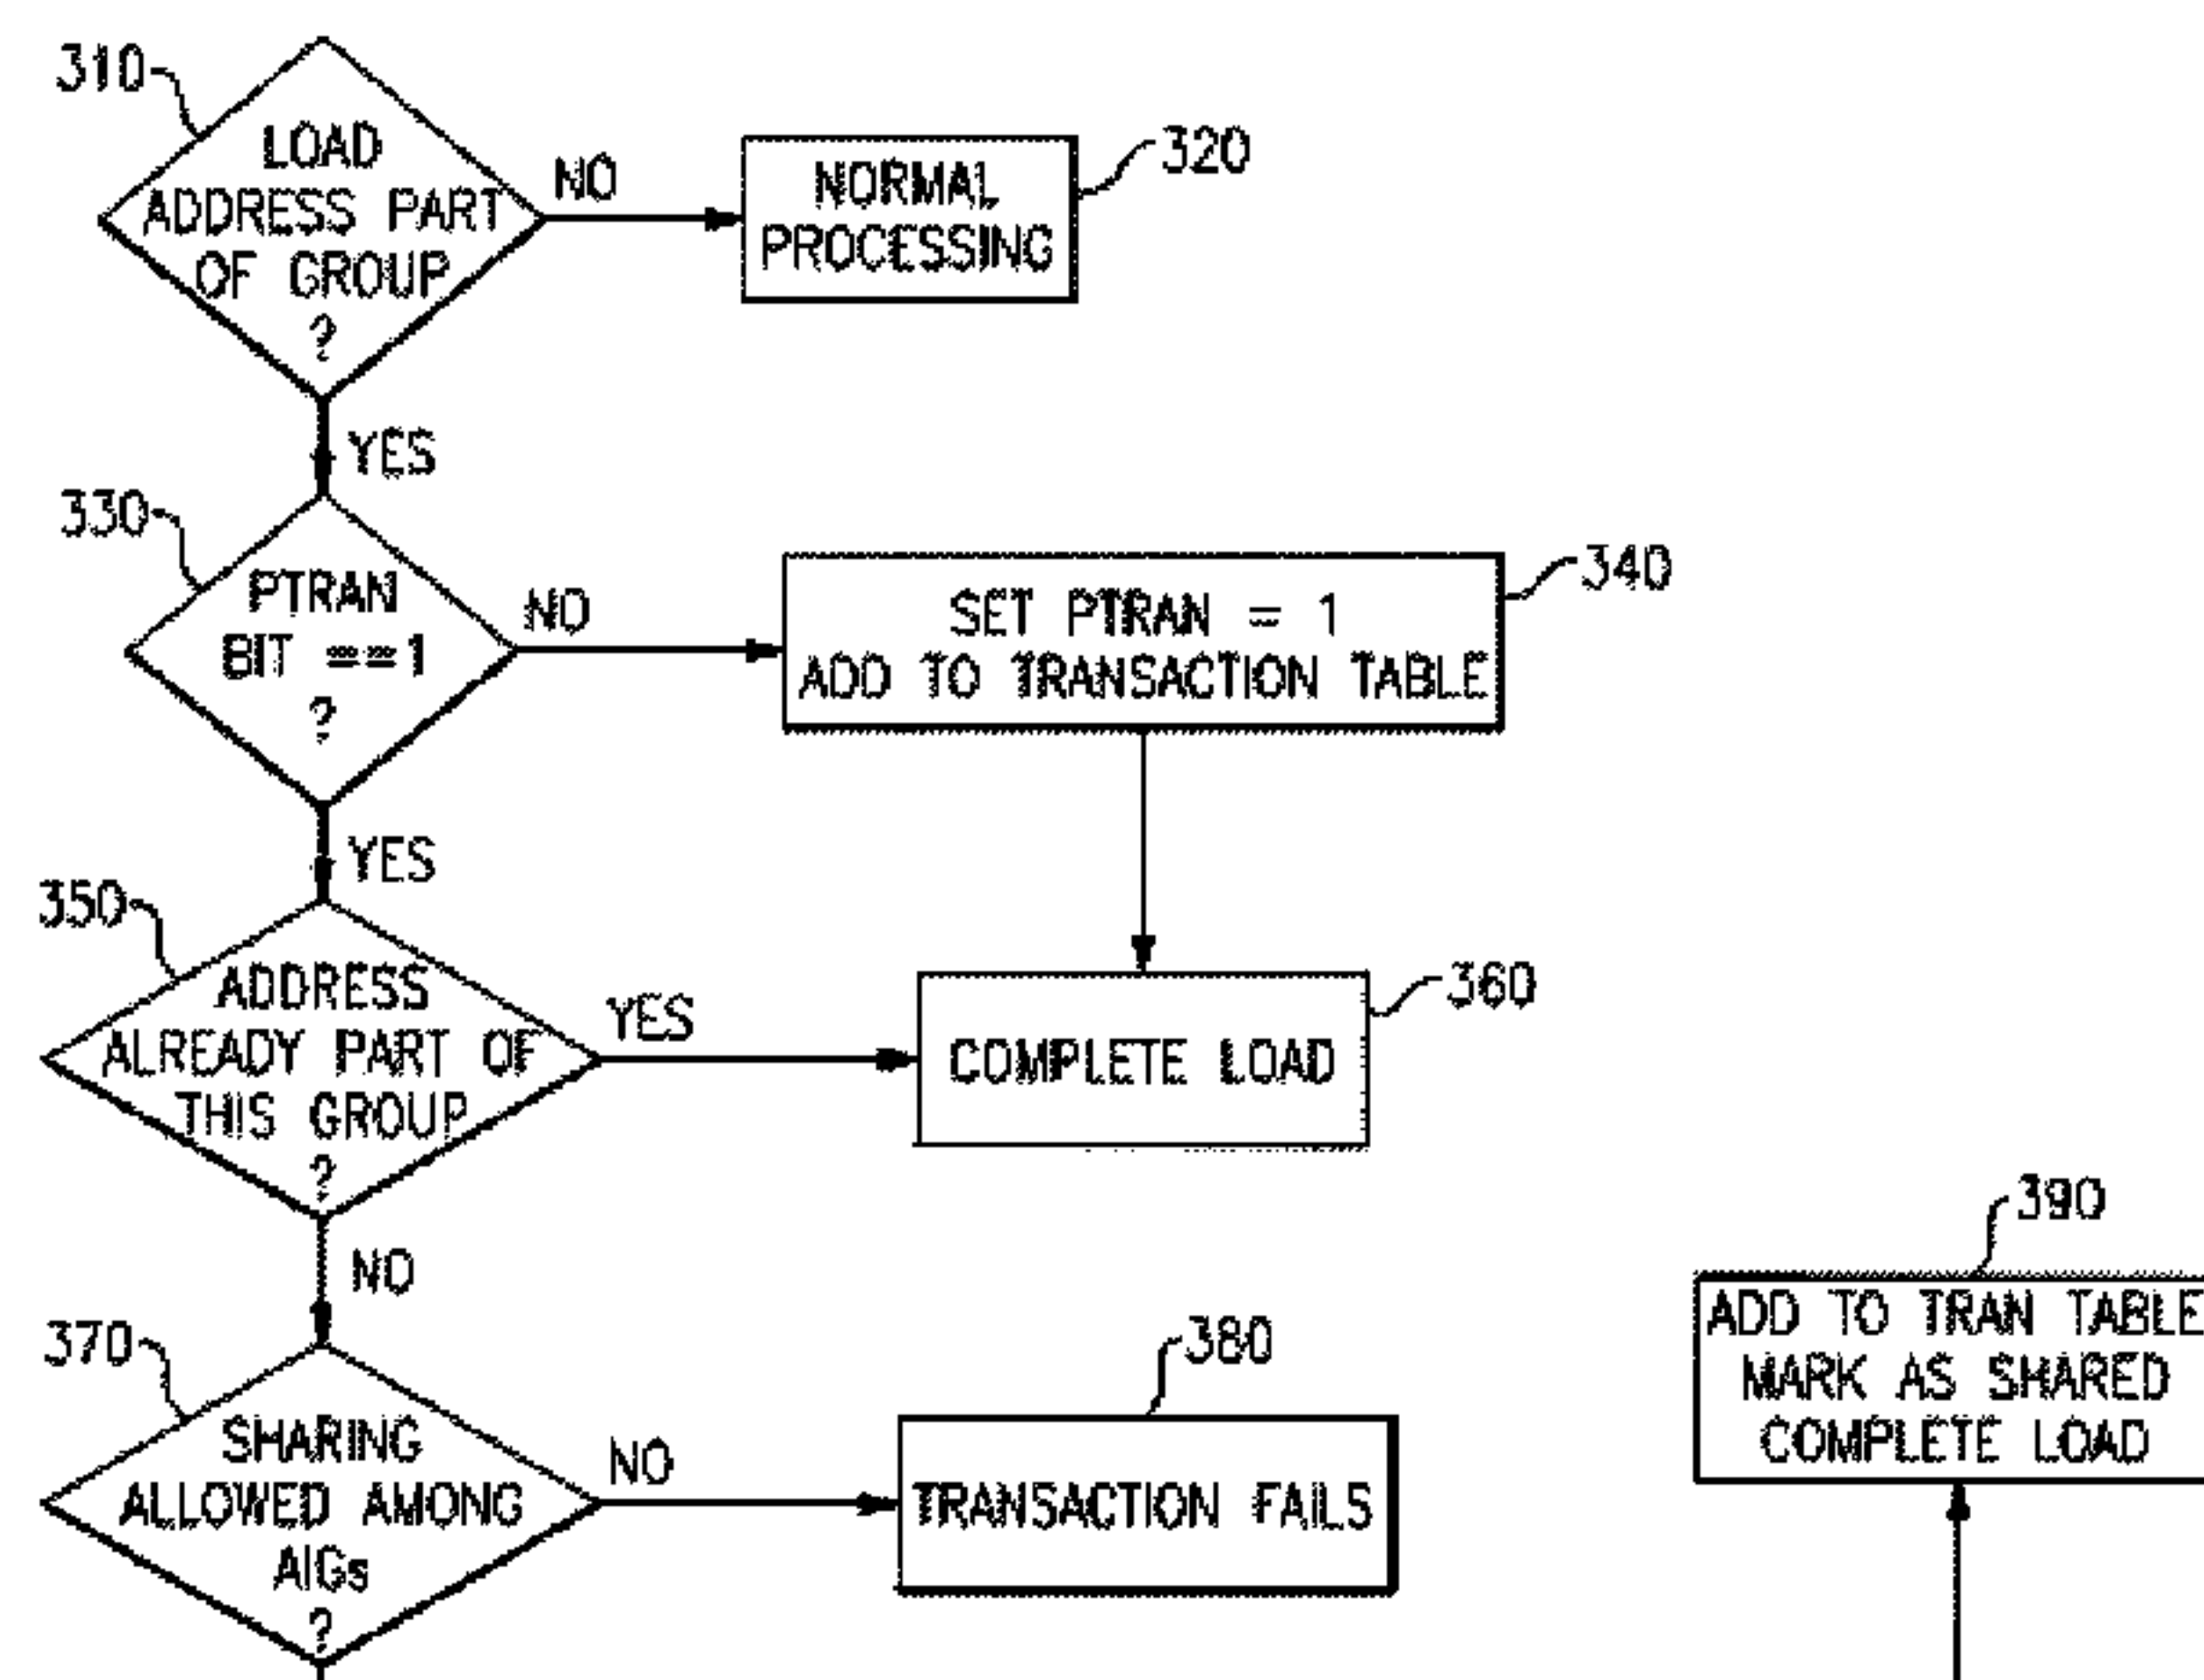 310
LOAD
ADDRESS PART
OF GROUP
?
NO
NORMAL
PROCESSING
320
YES
330
PTRAN
BIT ==1
?
NO
SET PTRAN = 1
ADD TO TRANSACTION TABLE
340
YES
350
ADDRESS
ALREADY PART OF
THIS GROUP
?
YES
COMPLETE LOAD
360
NO
370
SHARING
ALLOWED AMONG
AIGs
?
NO
380
TRANSACTION FAILS
390
ADD TO TRAN TABLE
MARK AS SHARED
COMPLETE LOAD